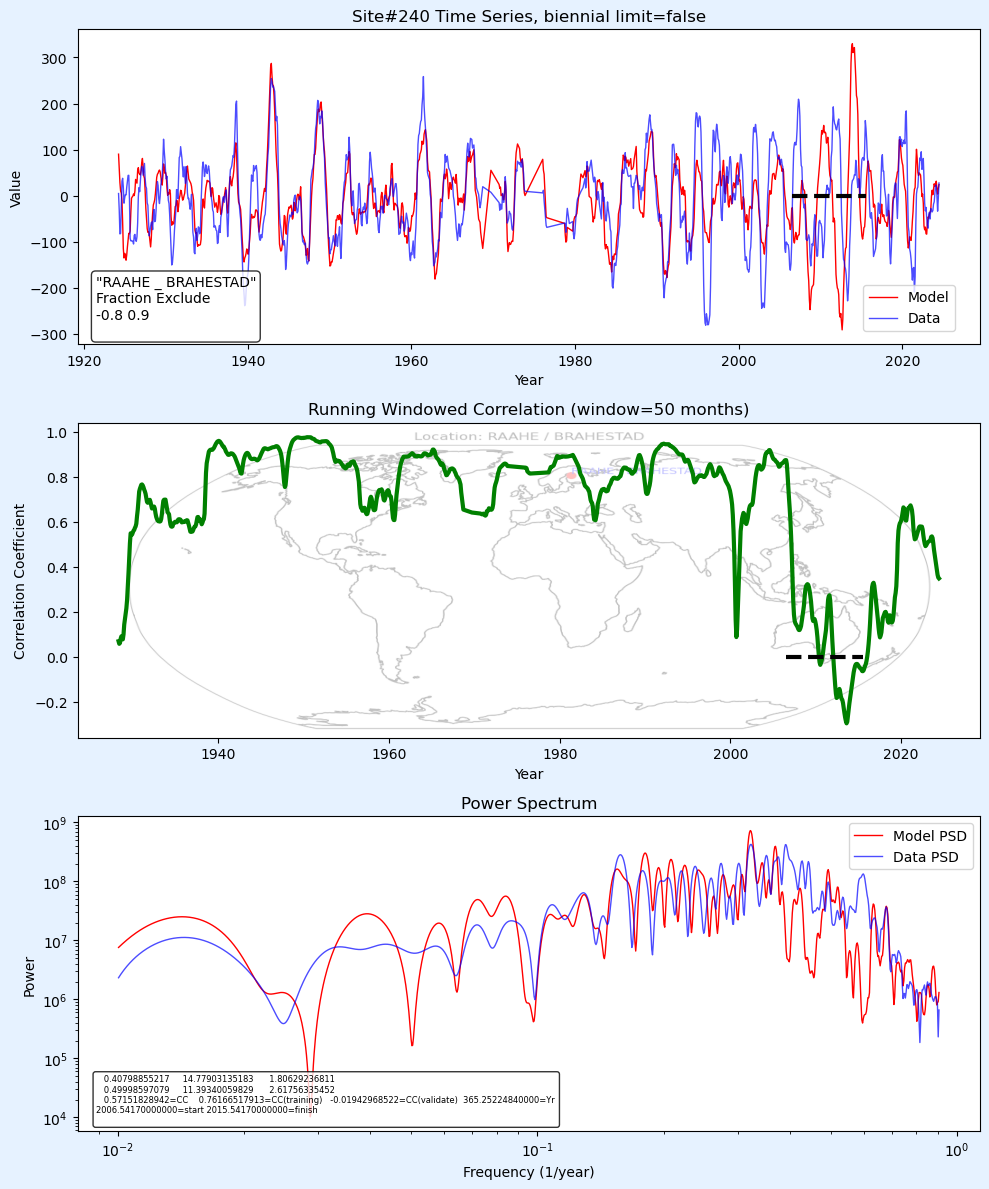 Site#240 Time Series, biennial limit=false
300
200
100
0
−100
−200
−300
Value
"RAAHE _ BRAHESTAD"
Fraction Exclude
-0.8 0.9
Model
Data
1920
1940
1960
1980
2000
2020
Year
Running Windowed Correlation (window=50 months)
Location: RAAHE / BRAHESTAD
1.0
0.8
0.6
0.4
0.2
0.0
−0.2
Correlation Coefficient
1940
1960
1980
2000
2020
Year
Power Spectrum
10⁹
10⁸
10⁷
10⁶
10⁵
10⁴
Power
Model PSD
Data PSD
0.40798855217 14.77903135183 1.80629236811
0.49998597079 11.39340059829 2.61756335452
0.57151828942=CC 0.76166517913=CC(training) -0.01942968522=CC(validate) 365.25224840000=Yr
2006.54170000000=start 2015.54170000000=finish
10⁻²
10⁻¹
10⁰
Frequency (1/year)